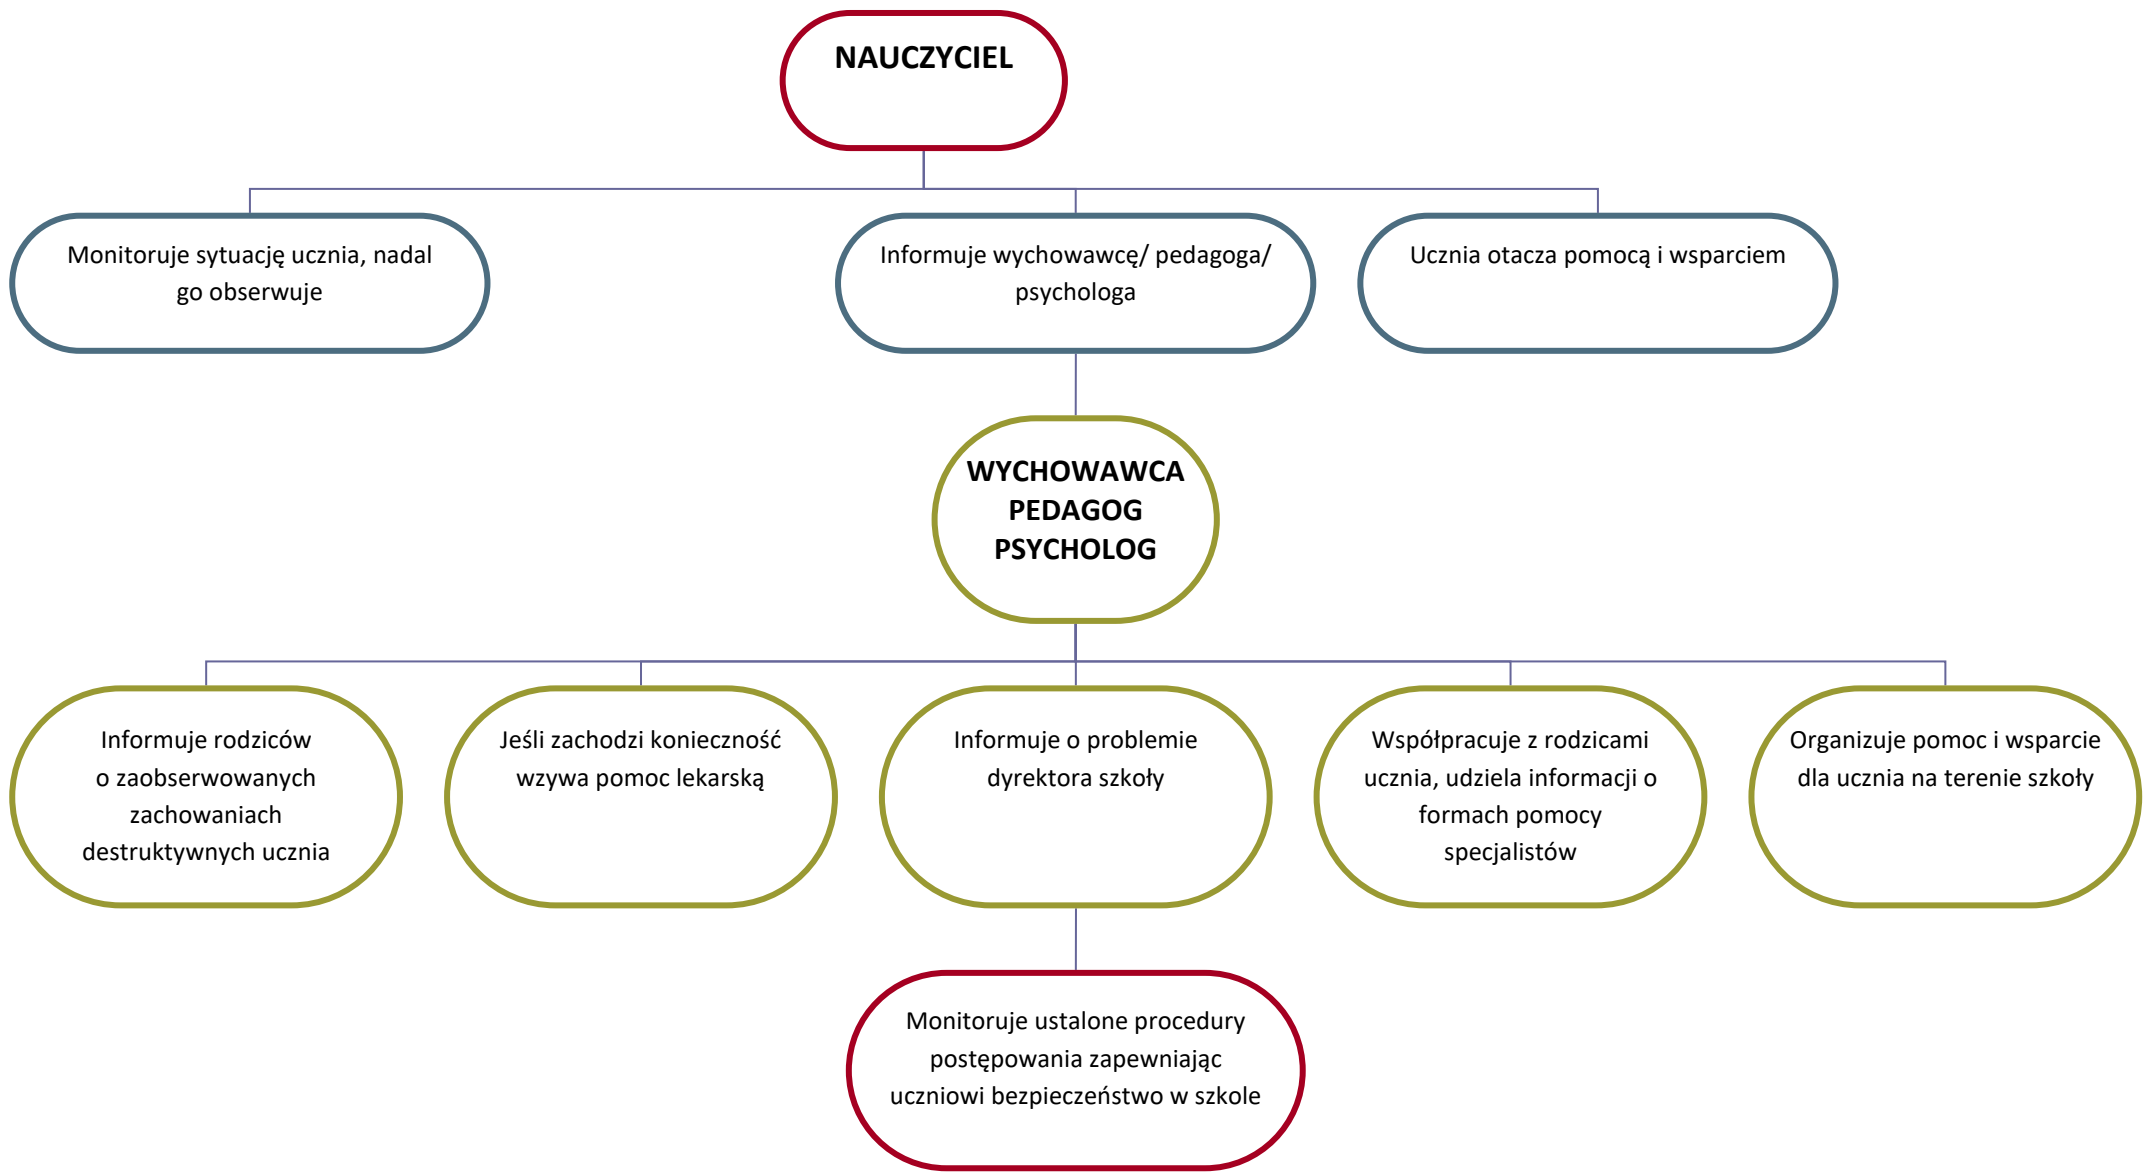 NAUCZYCIEL
Monitoruje sytuację ucznia, nadal
go obserwuje
Informuje wychowawcę/ pedagoga/
psychologa
Ucznia otacza pomocą i wsparciem
WYCHOWAWCA
PEDAGOG
PSYCHOLOG
Informuje rodziców
o zaobserwowanych
zachowaniach
destruktywnych ucznia
Jeśli zachodzi konieczność
wzywa pomoc lekarską
Informuje o problemie
dyrektora szkoły
Współpracuje z rodzicami
ucznia, udziela informacji o
formach pomocy
specjalistów
Organizuje pomoc i wsparcie
dla ucznia na terenie szkoły
Monitoruje ustalone procedury
postępowania zapewniając
uczniowi bezpieczeństwo w szkole